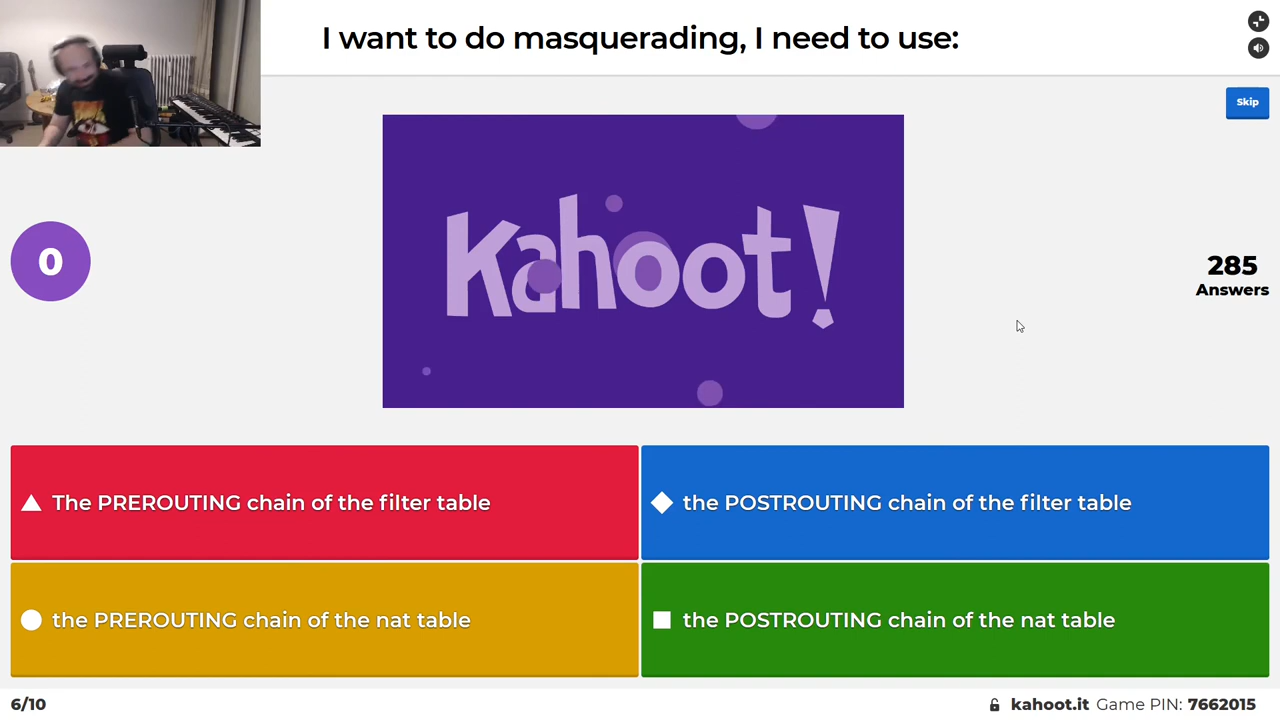 I want to do masquerading, I need to use:
Skip
Kahoot!
0
285
Answers
The PREROUTING chain of the filter table
the POSTROUTING chain of the filter table
the PREROUTING chain of the nat table
the POSTROUTING chain of the nat table
6/10
kahoot.it Game PIN: 7662015